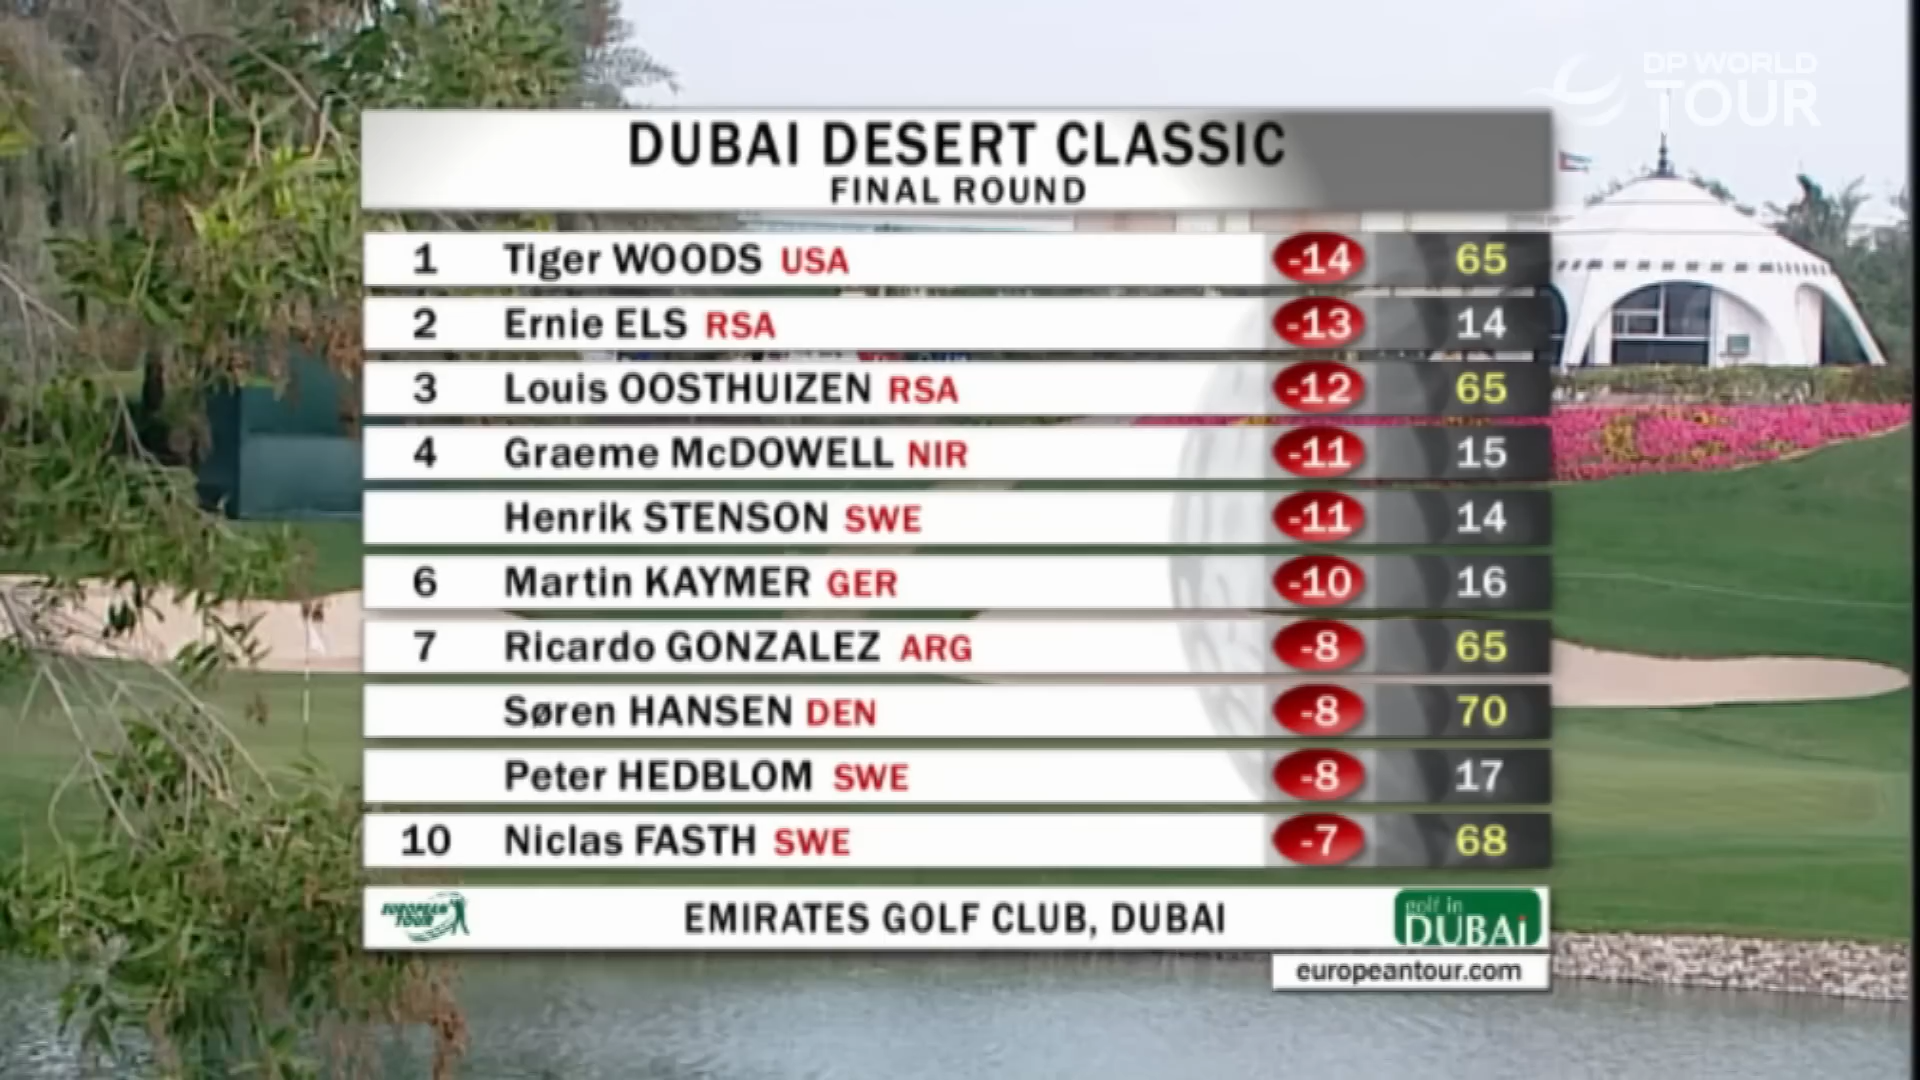 DP WORLD
TOUR
DUBAI DESERT CLASSIC
FINAL ROUND
1 Tiger WOODS USA -14 65
2 Ernie ELS RSA -13 14
3 Louis OOSTHUIZEN RSA -12 65
4 Graeme McDOWELL NIR -11 15
Henrik STENSON SWE -11 14
6 Martin KAYMER GER -10 16
7 Ricardo GONZALEZ ARG -8 65
Søren HANSEN DEN -8 70
Peter HEDBLOM SWE -8 17
10 Niclas FASTH SWE -7 68
EUROPEAN
TOUR
EMIRATES GOLF CLUB, DUBAI
golf in
DUBAi
europeantour.com